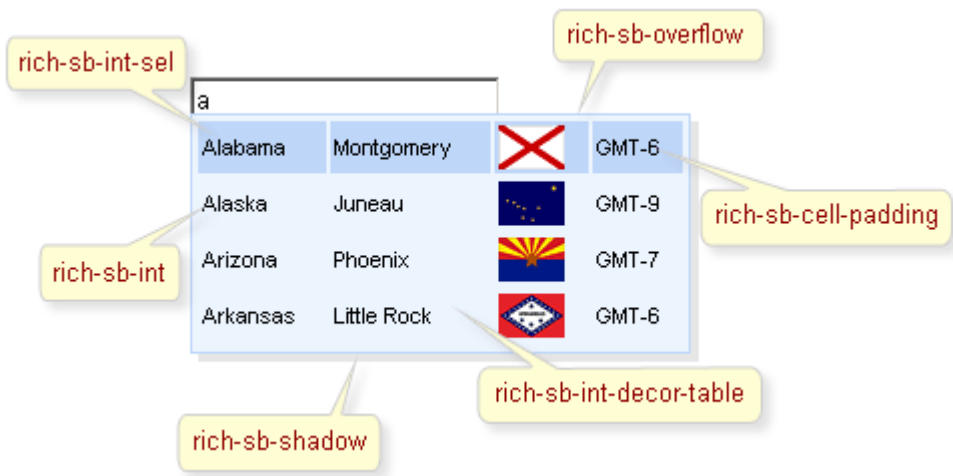 rich-sb-overflow
rich-sb-int-sel
a
Alabama Montgomery GMT-6
Alaska Juneau GMT-9
rich-sb-cell-padding
rich-sb-int
Arizona Phoenix GMT-7
Arkansas Little Rock GMT-6
rich-sb-int-decor-table
rich-sb-shadow